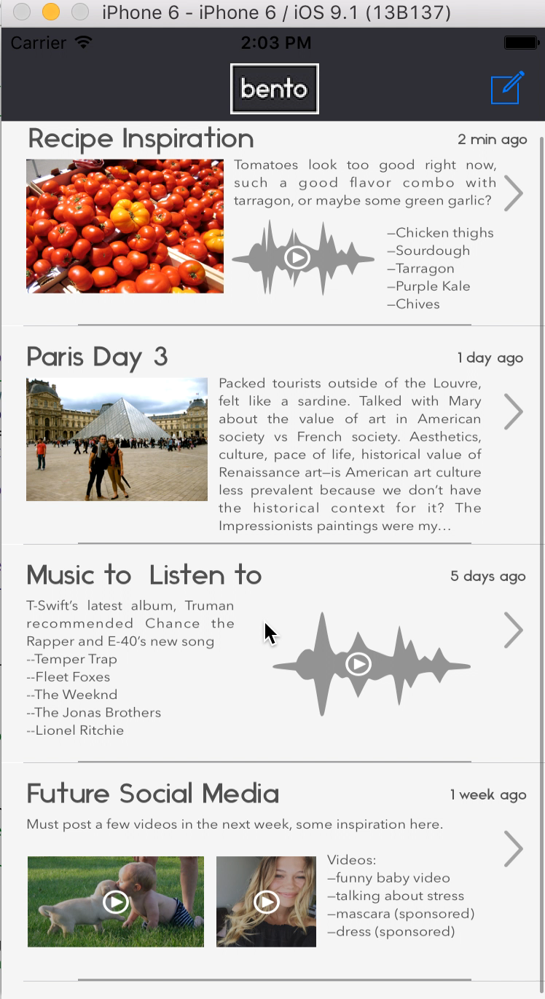 iPhone 6 - iPhone 6 / iOS 9.1 (13B137)
Carrier 2:03 PM
bento
Recipe Inspiration 2 min ago
Tomatoes look too good right now,
such a good flavor combo with
tarragon, or maybe some green garlic?
–Chicken thighs
–Sourdough
–Tarragon
–Purple Kale
–Chives
Paris Day 3 1 day ago
Packed tourists outside of the Louvre,
felt like a sardine. Talked with Mary
about the value of art in American
society vs French society. Aesthetics,
culture, pace of life, historical value of
Renaissance art–is American art culture
less prevalent because we don’t have
the historical context for it? The
Impressionists paintings were my…
Music to Listen to 5 days ago
T-Swift’s latest album, Truman
recommended Chance the
Rapper and E-40’s new song
--Temper Trap
--Fleet Foxes
--The Weeknd
--The Jonas Brothers
--Lionel Ritchie
Future Social Media 1 week ago
Must post a few videos in the next week, some inspiration here.
Videos:
–funny baby video
–talking about stress
–mascara (sponsored)
–dress (sponsored)